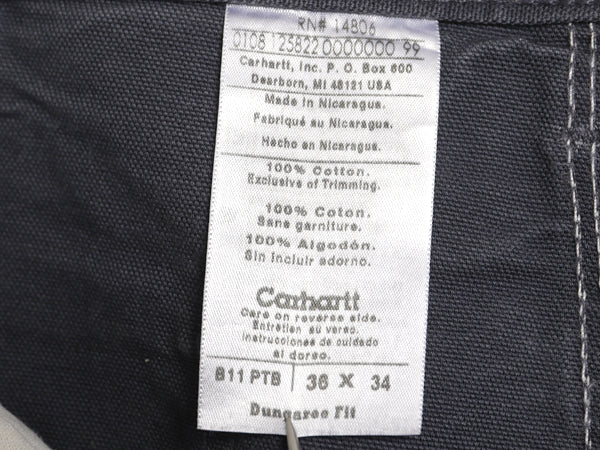 RN# 14806
0108 125822 0000000 99
Carhartt, Inc. P. O. Box 600
Dearborn, MI 48121 USA
Made in Nicaragua.
Fabriqué au Nicaragua.
Hecho en Nicaragua.
100% Cotton.
Exclusive of Trimming.
100% Coton.
Sans garniture.
100% Algodón.
Sin incluir adorno.
Carhartt
Care on reverse side.
Entretien au verso.
Instrucciones de cuidado
al dorso.
B11 PTB 36 X 34
Dungaree Fit